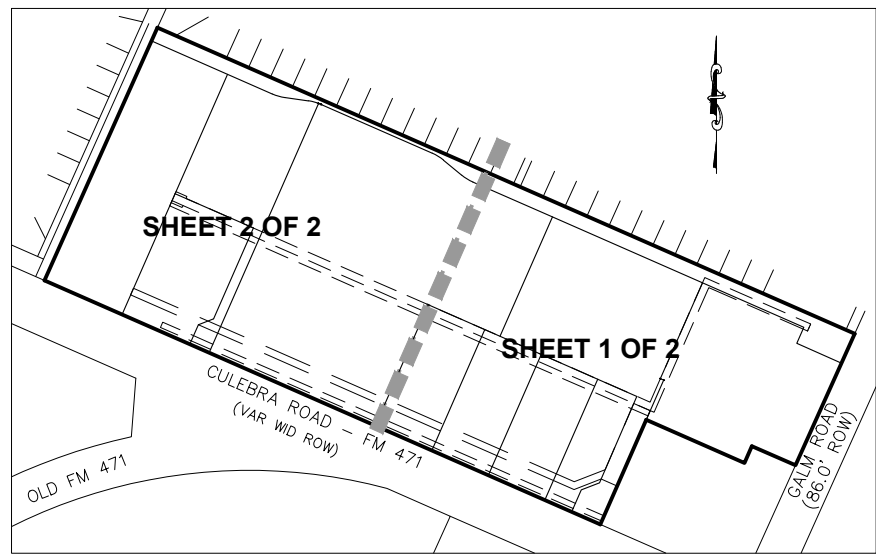 SHEET 2 OF 2
SHEET 1 OF 2
CULEBRA ROAD - FM 471
(VAR WID ROW)
OLD FM 471
GALM ROAD
(86.0' ROW)